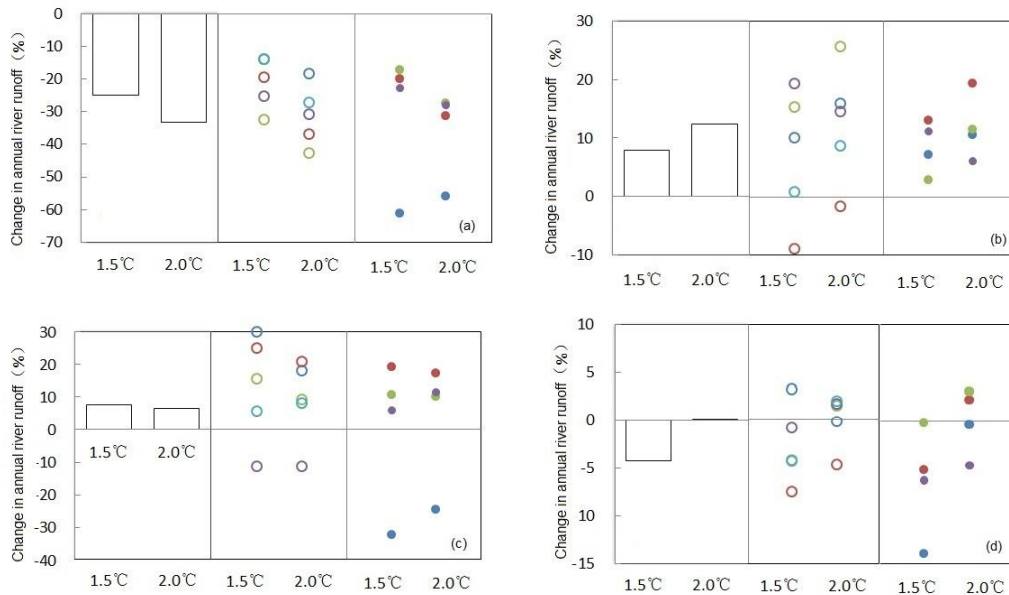 Change in annual river runoff（%）
0
-10
-20
-30
-40
-50
-60
-70
(a)
1.5℃ 2.0℃ 1.5℃ 2.0℃ 1.5℃ 2.0℃
Change in annual river runoff（%）
30
20
10
0
-10
(b)
1.5℃ 2.0℃ 1.5℃ 2.0℃ 1.5℃ 2.0℃
Change in annual river runoff（%）
30
20
10
0
-10
-20
-30
-40
1.5℃ 2.0℃
(c)
1.5℃ 2.0℃ 1.5℃ 2.0℃ 1.5℃ 2.0℃
Change in annual river runoff（%）
10
5
0
-5
10
-15
(d)
1.5℃ 2.0℃ 1.5℃ 2.0℃ 1.5℃ 2.0℃